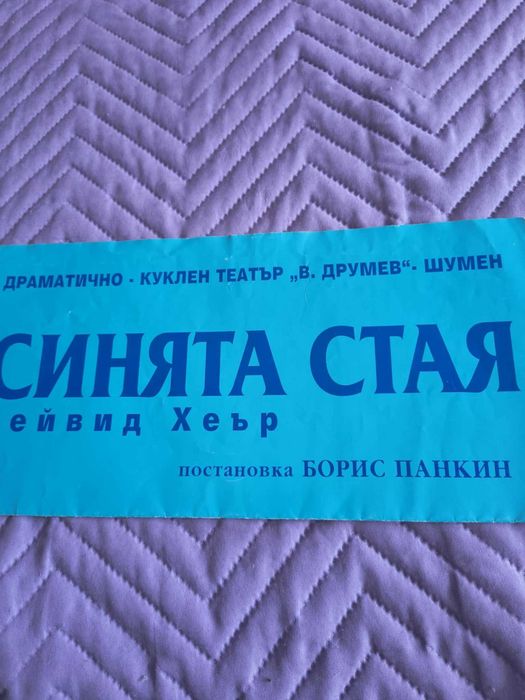 ДРАМАТИЧНО - КУКЛЕН ТЕАТЪР „В. ДРУМЕВ“- ШУМЕН
СИНЯТА СТАЯ
ейвид Хеър
постановка БОРИС ПАНКИН